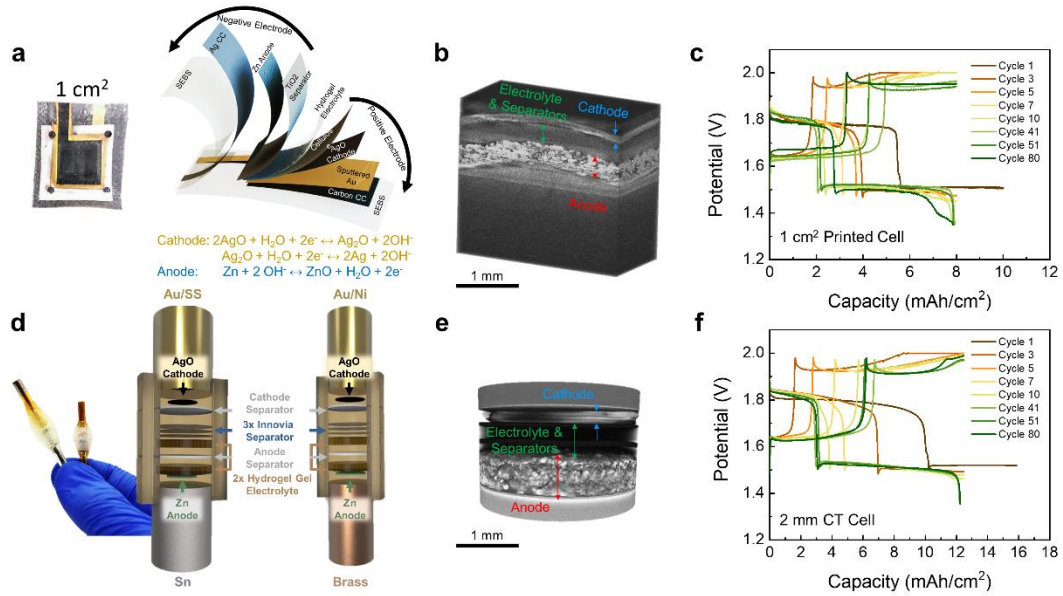 a
1 cm²
Negative Electrode
SEBS
Ag CC
Zn Anode
TiO2
Separator
Hydrogel
Electrolyte
Cellulose
AgO
Cathode
Sputtered
Au
Carbon CC
SEBS
Positive Electrode
Cathode: 2AgO + H₂O + 2e⁻ ↔ Ag₂O + 2OH⁻
Ag₂O + H₂O + 2e⁻ ↔ 2Ag + 2OH⁻
Anode: Zn + 2 OH⁻ ↔ ZnO + H₂O + 2e⁻
b
Electrolyte
& Separators
Cathode
Anode
1 mm
c
Potential (V)
2.0
1.8
1.6
1.4
1.2
0 2 4 6 8 10 12 14
Capacity (mAh/cm²)
1 cm² Printed Cell
Cycle 1
Cycle 3
Cycle 5
Cycle 7
Cycle 10
Cycle 41
Cycle 51
Cycle 80
d
Au/SS
Au/Ni
AgO
Cathode
AgO
Cathode
Cathode
Separator
3x Innovia
Separator
Anode
Separator
2x Hydrogel Gel
Electrolyte
Zn
Anode
Zn
Anode
Sn
Brass
e
Cathode
Electrolyte &
Separators
Anode
1 mm
f
Potential (V)
2.0
1.8
1.6
1.4
1.2
0 2 4 6 8 10 12 14 16 18
Capacity (mAh/cm²)
2 mm CT Cell
Cycle 1
Cycle 3
Cycle 5
Cycle 7
Cycle 10
Cycle 41
Cycle 51
Cycle 80